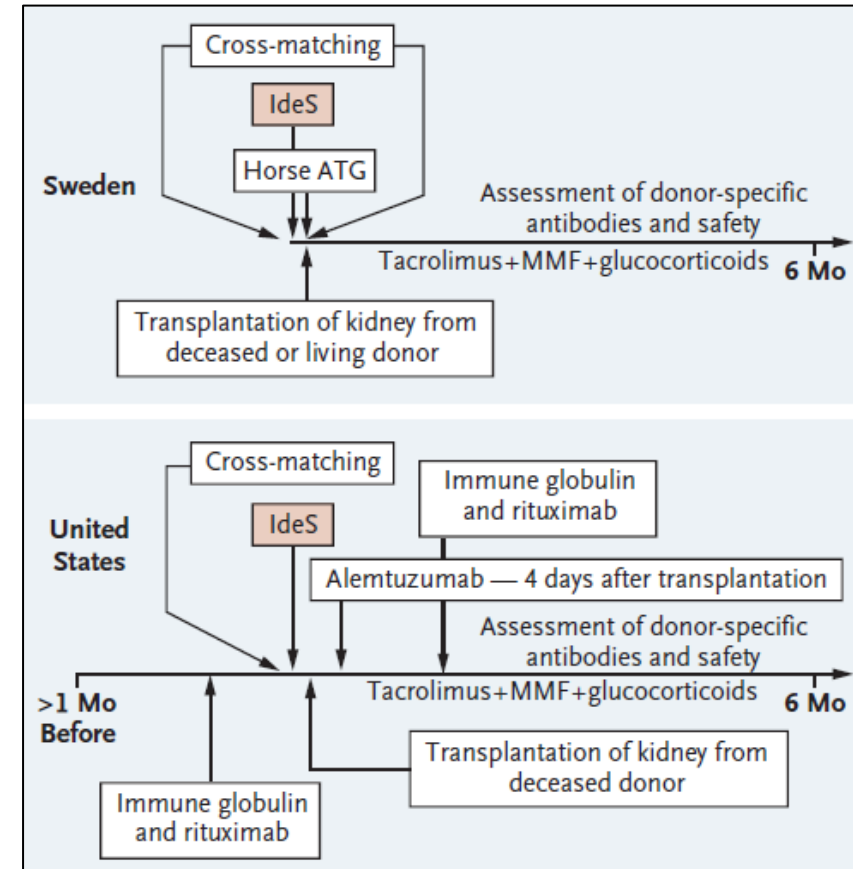 Cross-matching
IdeS
Horse ATG
Sweden
Assessment of donor-specific
antibodies and safety
Tacrolimus+MMF+glucocorticoids
6 Mo
Transplantation of kidney from
deceased or living donor
Cross-matching
Immune globulin
and rituximab
IdeS
United
States
Alemtuzumab — 4 days after transplantation
Assessment of donor-specific
antibodies and safety
>1 Mo
Before
Tacrolimus+MMF+glucocorticoids
6 Mo
Transplantation of kidney from
deceased donor
Immune globulin
and rituximab